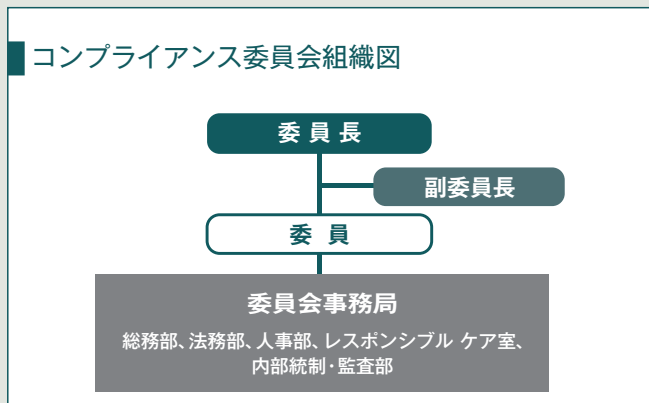 コンプライアンス委員会組織図
委員長
副委員長
委員
委員会事務局
総務部、法務部、人事部、レスポンシブル ケア室、
内部統制・監査部